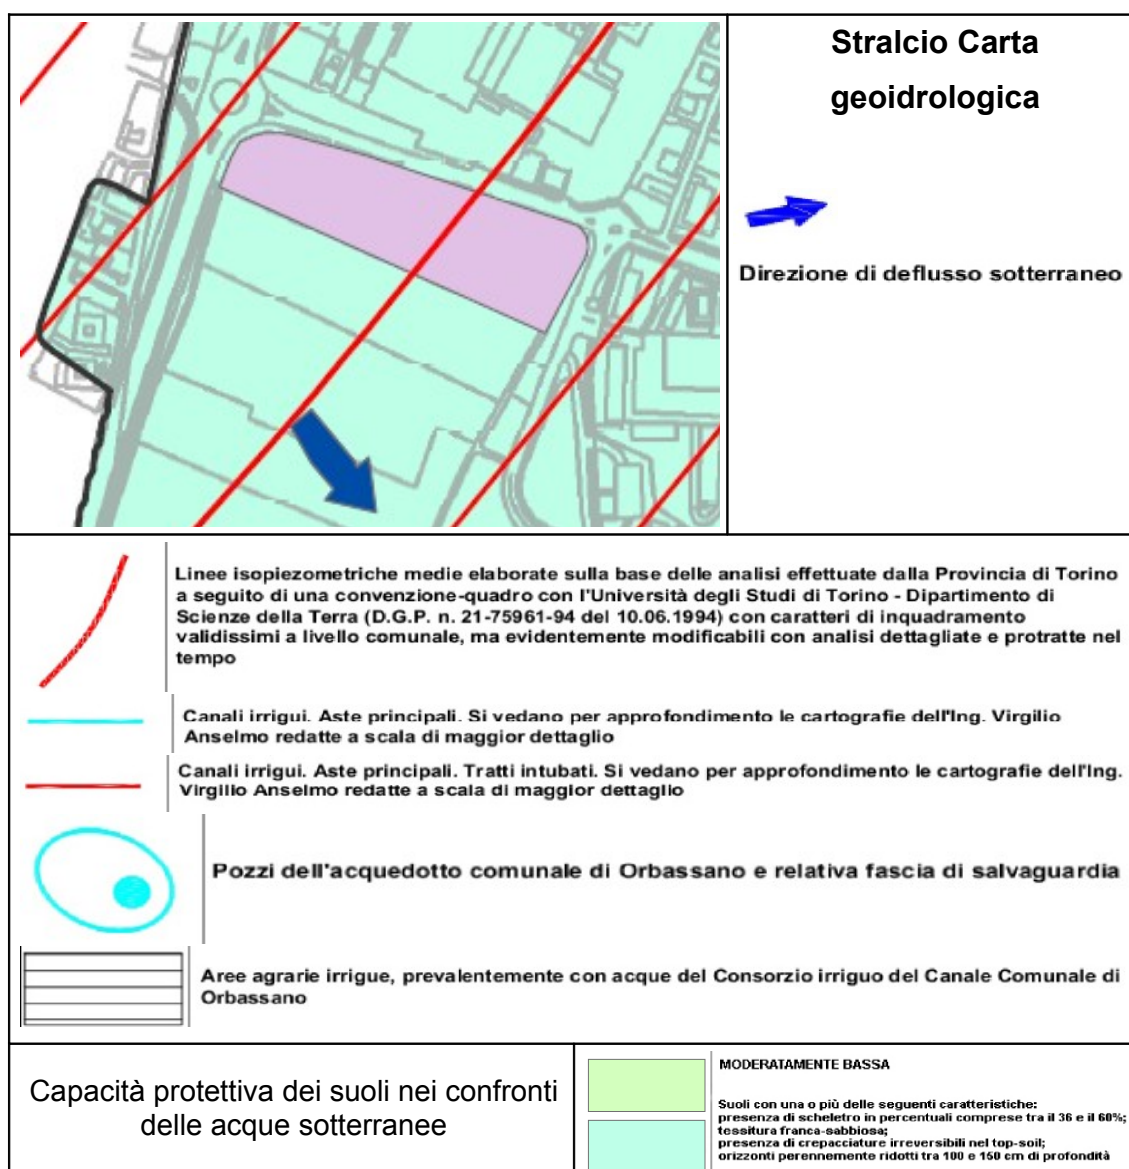 Stralcio Carta
geoidrologica
Direzione di deflusso sotterraneo
Linee isopiezometriche medie elaborate sulla base delle analisi effettuate dalla Provincia di Torino
a seguito di una convenzione-quadro con l'Università degli Studi di Torino - Dipartimento di
Scienze della Terra (D.G.P. n. 21-75961-94 del 10.06.1994) con caratteri di inquadramento
validissimi a livello comunale, ma evidentemente modificabili con analisi dettagliate e protratte nel
tempo
Canali irrigui. Aste principali. Si vedano per approfondimento le cartografie dell'Ing. Virgilio
Anselmo redatte a scala di maggior dettaglio
Canali irrigui. Aste principali. Tratti intubati. Si vedano per approfondimento le cartografie dell'Ing.
Virgilio Anselmo redatte a scala di maggior dettaglio
Pozzi dell'acquedotto comunale di Orbassano e relativa fascia di salvaguardia
Aree agrarie irrigue, prevalentemente con acque del Consorzio irriguo del Canale Comunale di
Orbassano
Capacità protettiva dei suoli nei confronti
delle acque sotterranee
MODERATAMENTE BASSA
Suoli con una o più delle seguenti caratteristiche:
presenza di scheletro in percentuali comprese tra il 36 e il 60%;
tessitura franca-sabbiosa;
presenza di crepacciature irreversibili nel top-soil;
orizzonti perennemente ridotti tra 100 e 150 cm di profondità